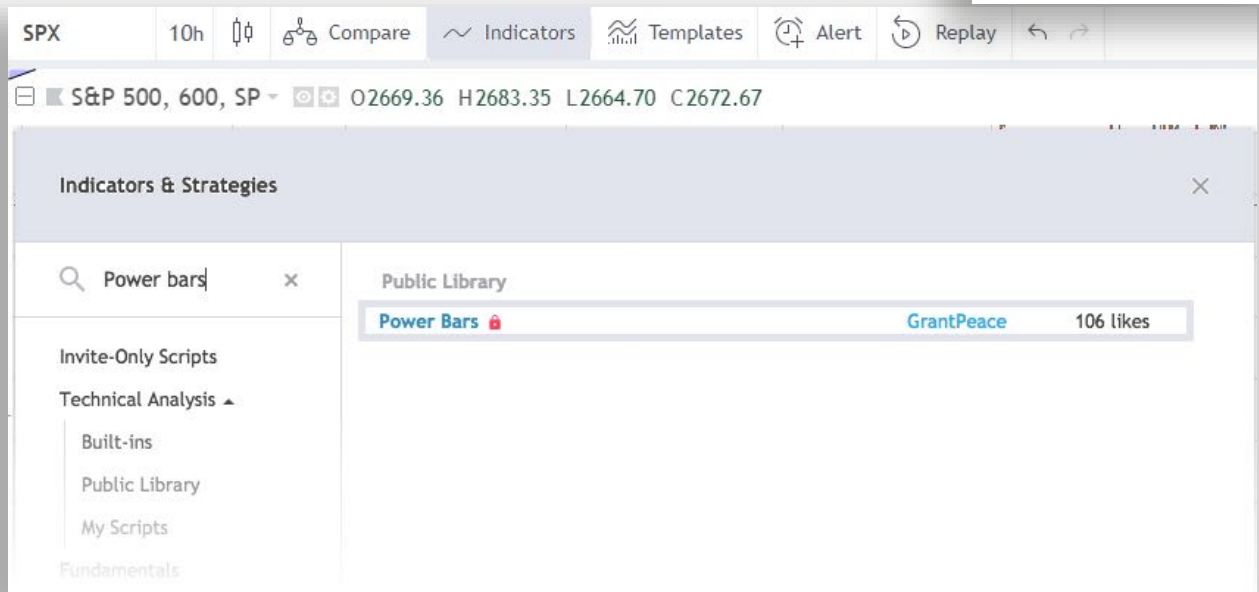 SPX 10h Compare Indicators Templates Alert Replay
S&P 500, 600, SP O2669.36 H2683.35 L2664.70 C2672.67
Indicators & Strategies
Power bars
Public Library
Power Bars GrantPeace 106 likes
Invite-Only Scripts
Technical Analysis
Built-ins
Public Library
My Scripts
Fundamentals